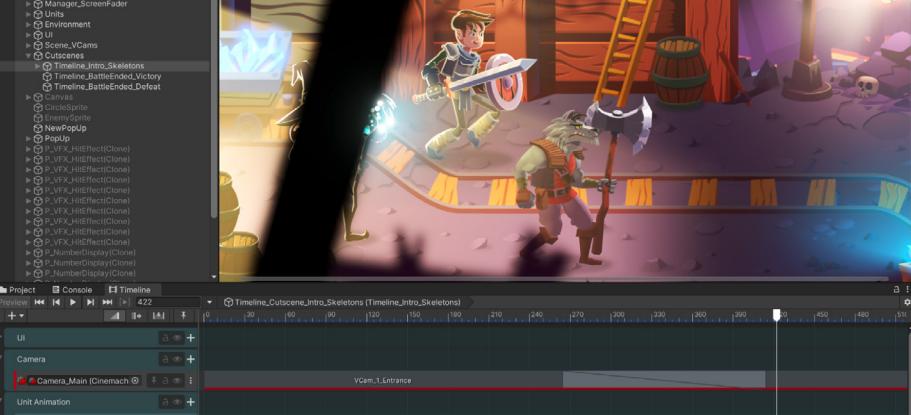 Manager_ScreenFader
Units
Environment
UI
Scene_VCams
Cutscenes
Timeline_Intro_Skeletons
Timeline_BattleEnded_Victory
Timeline_BattleEnded_Defeat
Canvas
CircleSprite
EnemySprite
NewPopUp
PopUp
P_VFX_HitEffect(Clone)
P_VFX_HitEffect(Clone)
P_VFX_HitEffect(Clone)
P_VFX_HitEffect(Clone)
P_VFX_HitEffect(Clone)
P_VFX_HitEffect(Clone)
P_VFX_HitEffect(Clone)
P_VFX_HitEffect(Clone)
P_VFX_HitEffect(Clone)
P_VFX_HitEffect(Clone)
P_NumberDisplay(Clone)
P_NumberDisplay(Clone)
P_NumberDisplay(Clone)
Project Console Timeline
Preview 422 Timeline_Cutscene_Intro_Skeletons (Timeline_Intro_Skeletons)
0 30 60 90 120 150 180 210 240 270 300 330 360 390 450 480 510
UI
Camera
Camera_Main (Cinemach VCam_1_Entrance
Unit Animation